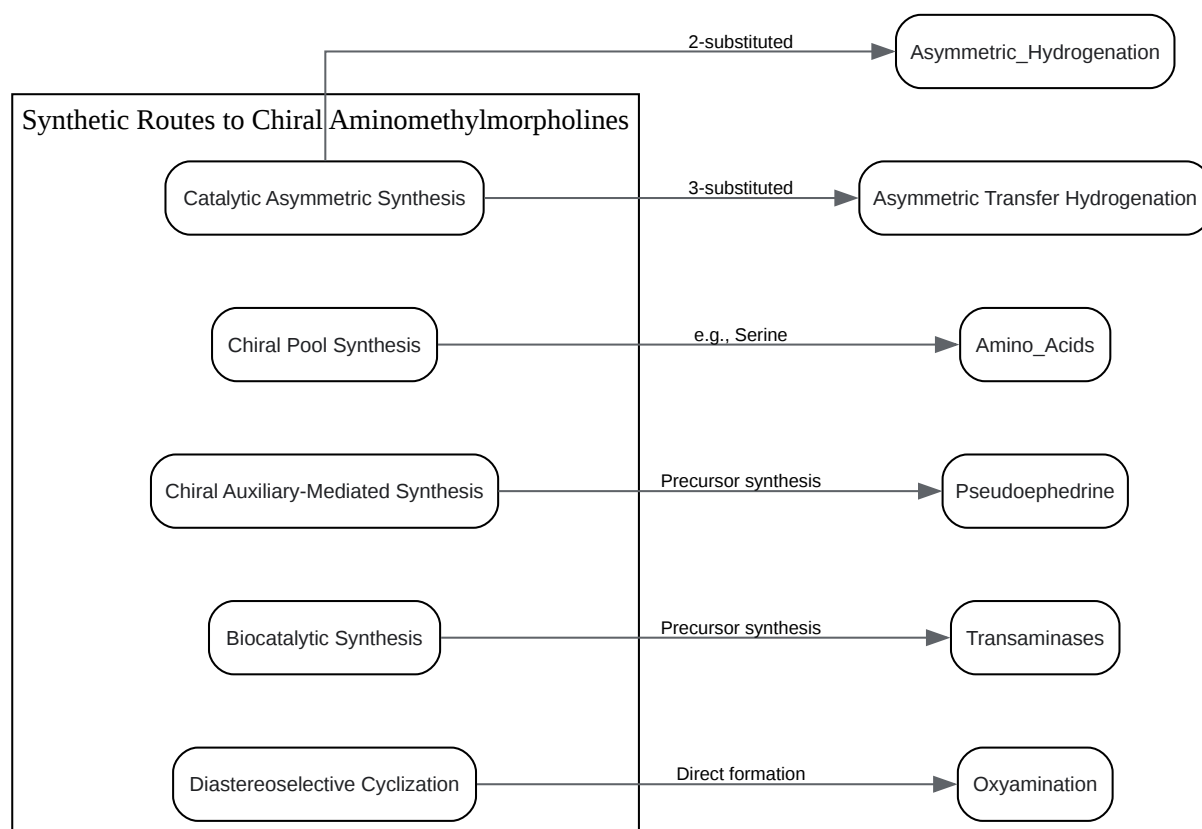 2-substituted
Asymmetric_Hydrogenation
Synthetic Routes to Chiral Aminomethylmorpholines
Catalytic Asymmetric Synthesis
3-substituted
Asymmetric Transfer Hydrogenation
Chiral Pool Synthesis
e.g., Serine
Amino_Acids
Chiral Auxiliary-Mediated Synthesis
Precursor synthesis
Pseudoephedrine
Biocatalytic Synthesis
Precursor synthesis
Transaminases
Diastereoselective Cyclization
Direct formation
Oxyamination